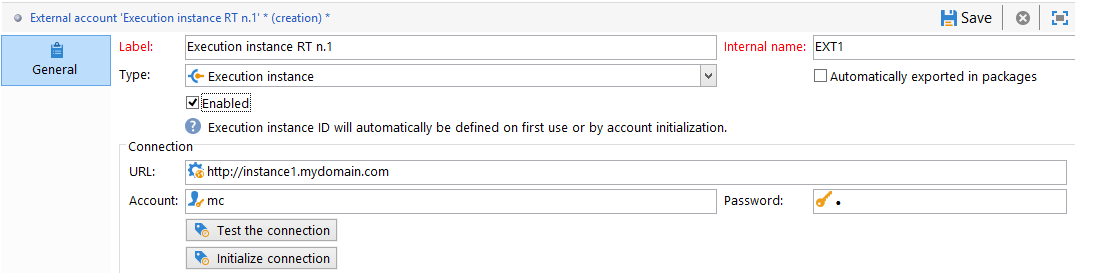 External account 'Execution instance RT n.1' * (creation) * Save
General
Label: Execution instance RT n.1 Internal name: EXT1
Type: Execution instance Automatically exported in packages
Enabled
Execution instance ID will automatically be defined on first use or by account initialization.
Connection
URL: http://instance1.mydomain.com
Account: mc Password: •
Test the connection
Initialize connection